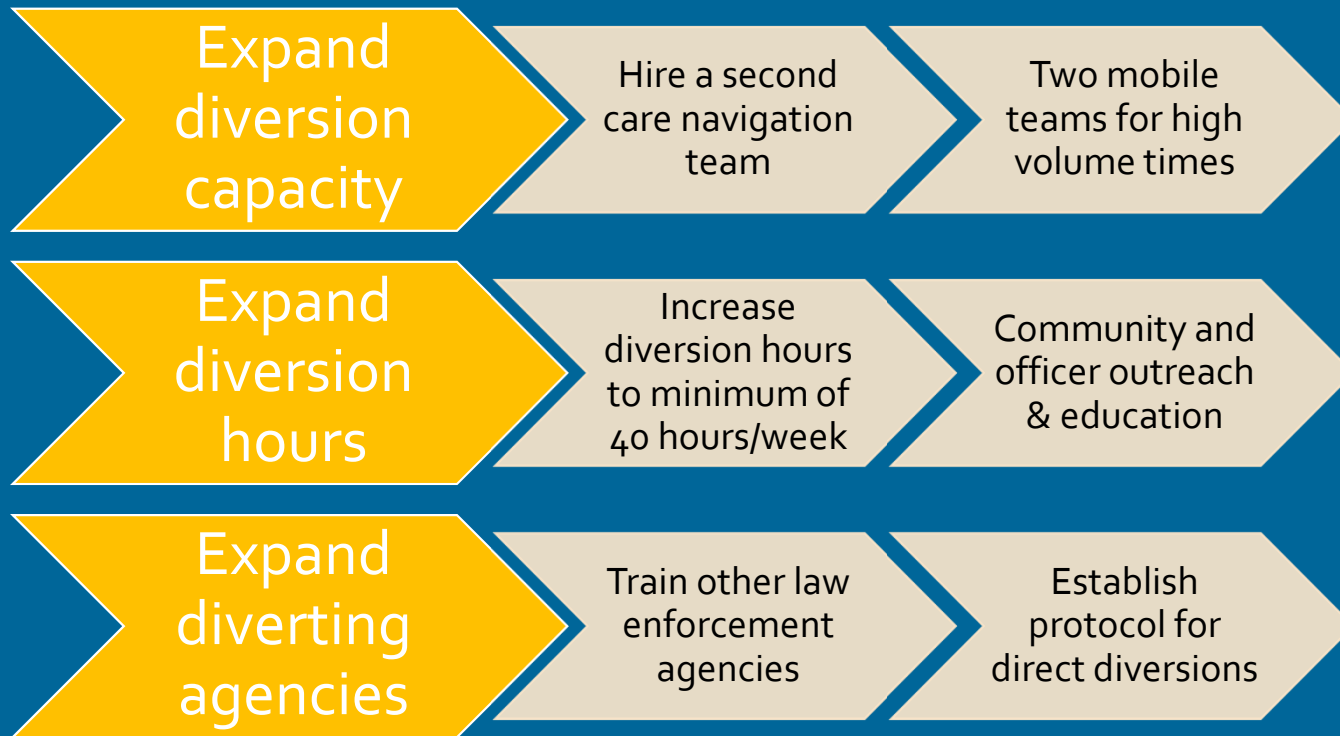 Expand
diversion
capacity
Hire a second
care navigation
team
Two mobile
teams for high
volume times
Expand
diversion
hours
Increase
diversion hours
to minimum of
40 hours/week
Community and
officer outreach
& education
Expand
diverting
agencies
Train other law
enforcement
agencies
Establish
protocol for
direct diversions